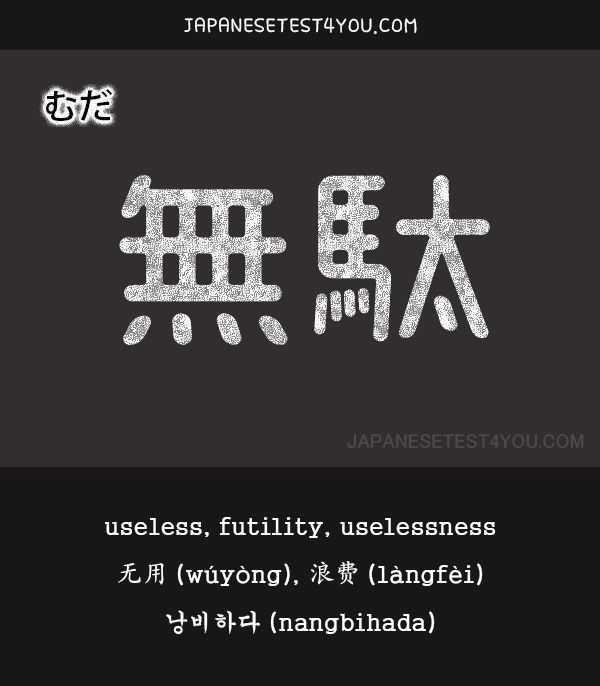 JAPANESETEST4YOU.COM
むだ
無駄
JAPANESETEST4YOU.COM
useless, futility, uselessness
无用 (wúyòng), 浪费 (làngfèi)
낭비하다 (nangbihada)